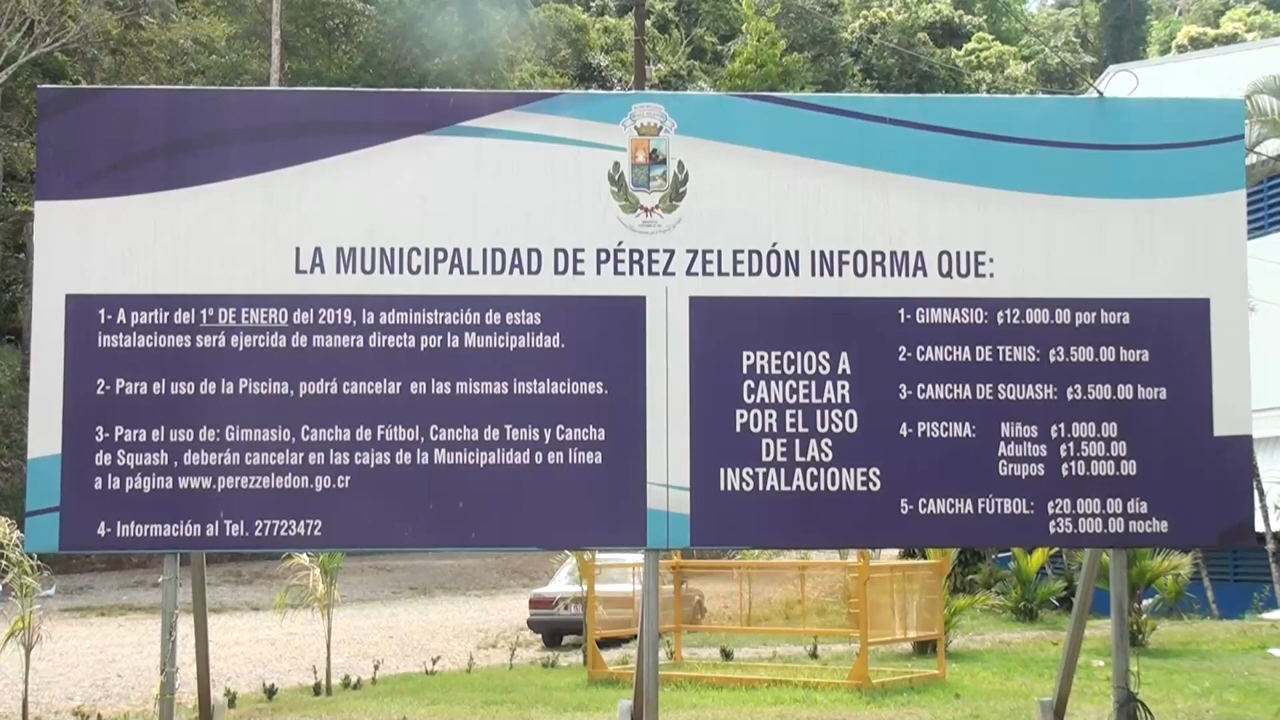 LA MUNICIPALIDAD DE PÉREZ ZELEDÓN INFORMA QUE:
1- A partir del 1º DE ENERO del 2019, la administración de estas
instalaciones será ejercida de manera directa por la Municipalidad.
2- Para el uso de la Piscina, podrá cancelar en las mismas instalaciones.
3- Para el uso de: Gimnasio, Cancha de Fútbol, Cancha de Tenis y Cancha
de Squash , deberán cancelar en las cajas de la Municipalidad o en línea
a la página www.perezzeledon.go.cr
4- Información al Tel. 27723472
PRECIOS A
CANCELAR
POR EL USO
DE LAS
INSTALACIONES
1- GIMNASIO: ¢12.000.00 por hora
2- CANCHA DE TENIS: ¢3.500.00 hora
3- CANCHA DE SQUASH: ¢3.500.00 hora
4- PISCINA: Niños ¢1.000.00
Adultos ¢1.500.00
Grupos ¢10.000.00
5- CANCHA FÚTBOL: ¢20.000.00 día
¢35.000.00 noche